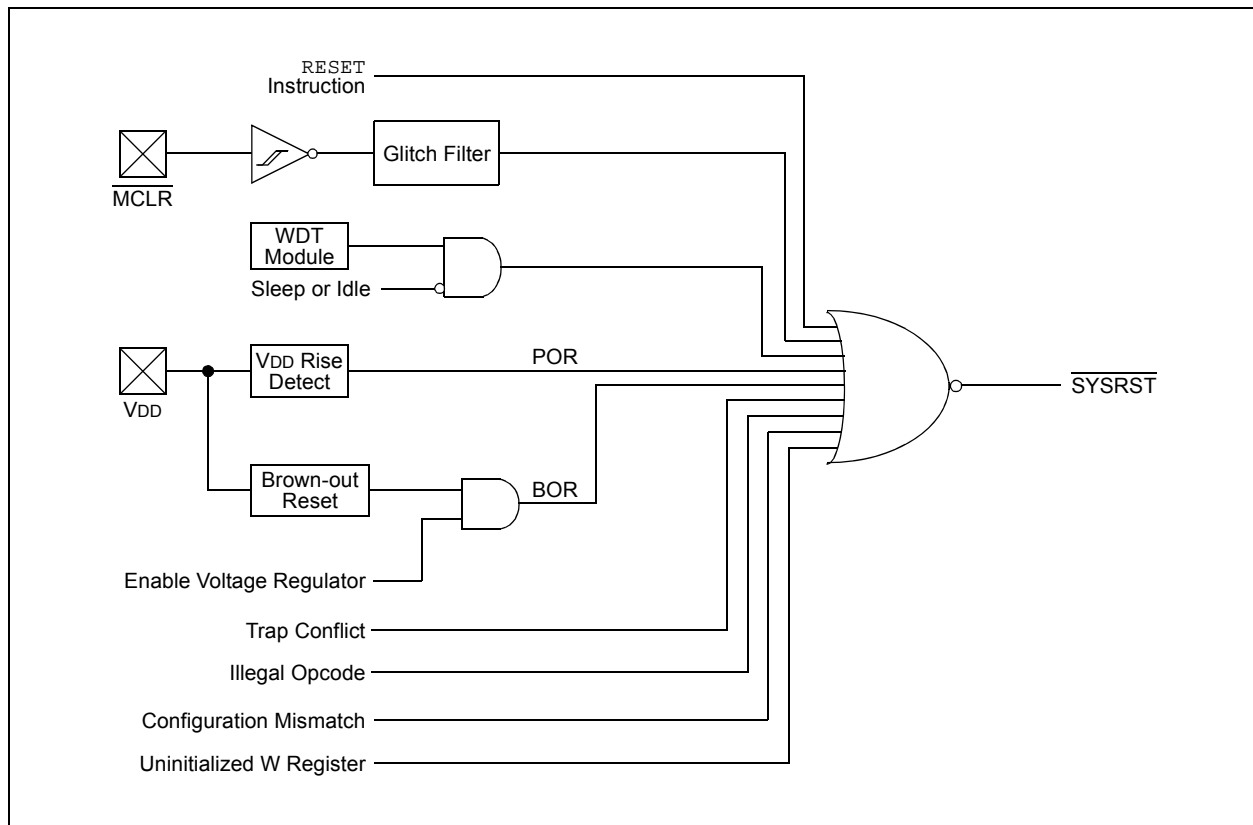 RESET
Instruction
MCLR
Glitch Filter
WDT
Module
Sleep or Idle
VDD
VDD Rise
Detect
POR
SYSRST
Brown-out
Reset
BOR
Enable Voltage Regulator
Trap Conflict
Illegal Opcode
Configuration Mismatch
Uninitialized W Register